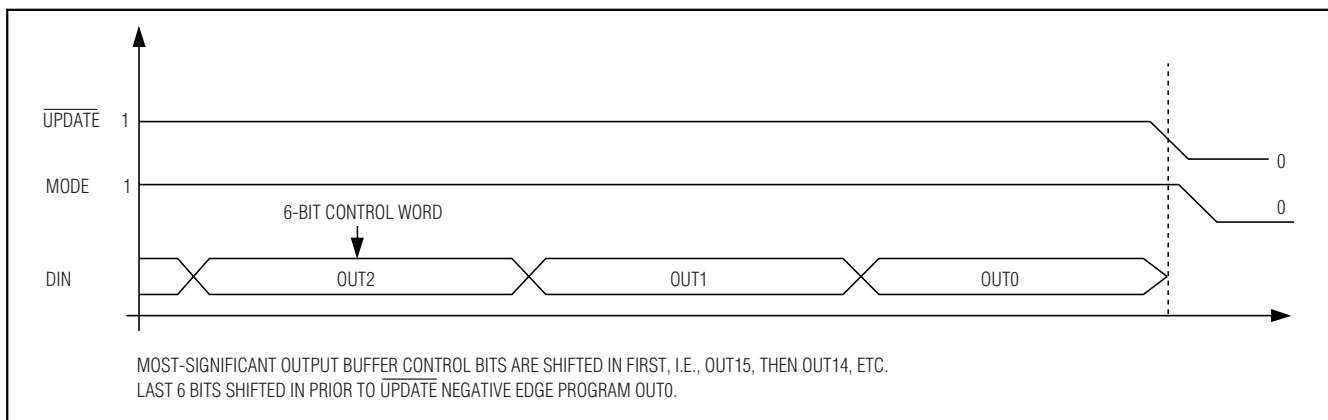 UPDATE 1
0
MODE 1
0
6-BIT CONTROL WORD
DIN OUT2 OUT1 OUT0
MOST-SIGNIFICANT OUTPUT BUFFER CONTROL BITS ARE SHIFTED IN FIRST, I.E., OUT15, THEN OUT14, ETC.
LAST 6 BITS SHIFTED IN PRIOR TO UPDATE NEGATIVE EDGE PROGRAM OUT0.